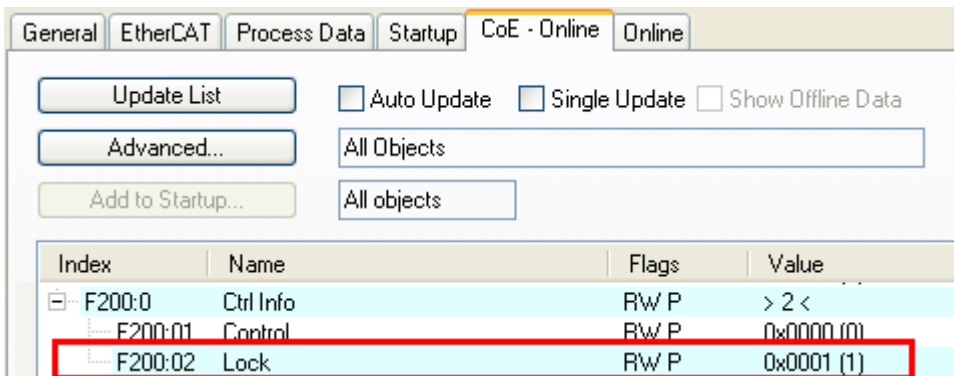 General EtherCAT Process Data Startup CoE - Online Online
Update List Auto Update Single Update Show Offline Data
Advanced... All Objects
Add to Startup... All objects
Index Name Flags Value
F200:0 Ctrl Info RW P > 2 <
F200:01 Control RW P 0x0000 (0)
F200:02 Lock RW P 0x0001 (1)